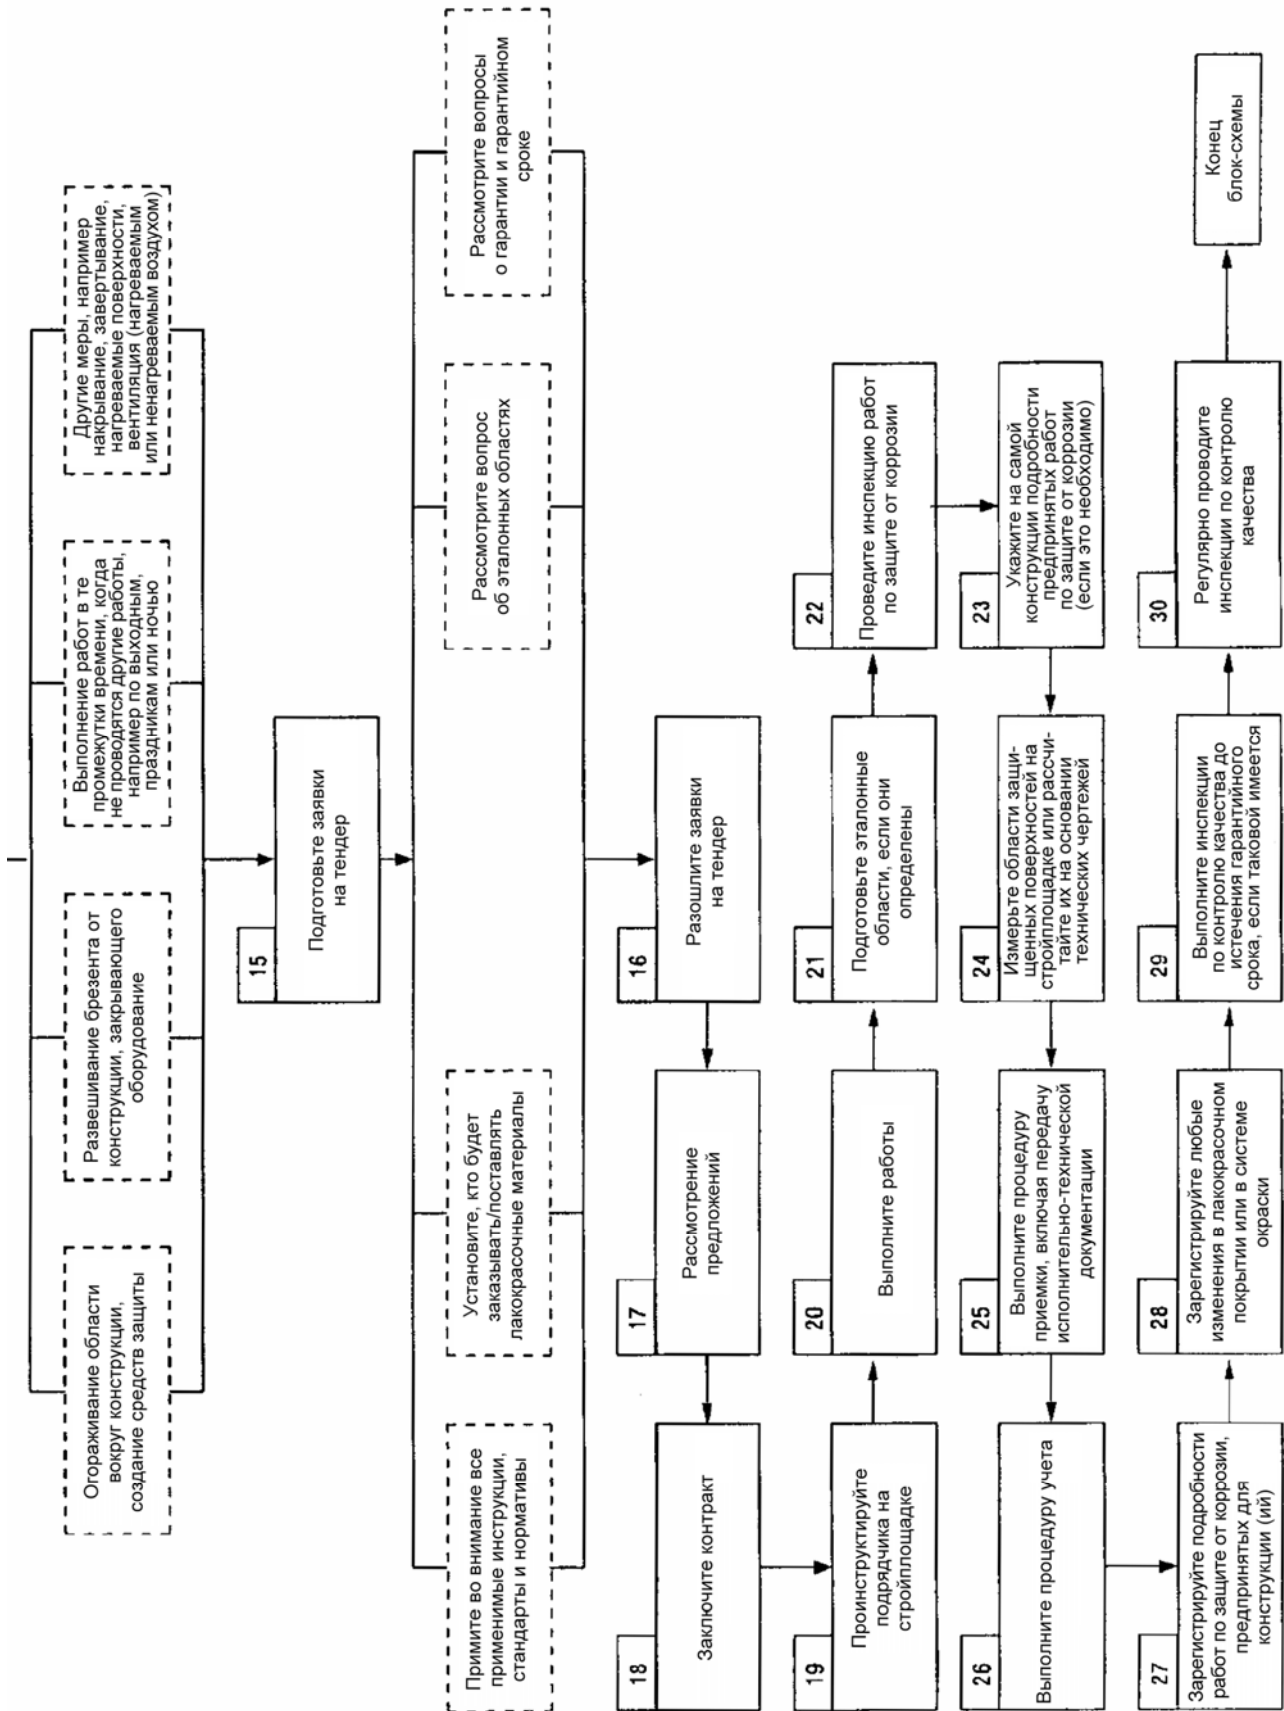 Огораживание области
вокруг конструкции,
создание средств защиты
Развешивание брезента от
конструкции, закрывающего
оборудование
Выполнение работ в те
промежутки времени, когда
не проводятся другие работы,
например по выходным,
праздникам или ночью
Другие меры, например
накрывание, завертывание,
нагреваемые поверхности,
вентиляция (нагреваемым
или ненагреваемым воздухом)
15
Подготовьте заявки
на тендер
Примите во внимание все
применимые инструкции,
стандарты и нормативы
Установите, кто будет
заказывать/поставлять
лакокрасочные материалы
Рассмотрите вопрос
об эталонных областях
Рассмотрите вопросы
о гарантии и гарантийном
сроке
16
Разошлите заявки
на тендер
17
Рассмотрение
предложений
18
Заключите контракт
19
Проинструктируйте
подрядчика на
стройплощадке
20
Выполните работы
21
Подготовьте эталонные
области, если они
определены
22
Проведите инспекцию работ
по защите от коррозии
23
Укажите на самой
конструкции подробности
предпринятых работ
по защите от коррозии
(если это необходимо)
24
Измерьте области защи-
щенных поверхностей на
стройплощадке или рассчи-
тайте их на основании
технических чертежей
25
Выполните процедуру
приемки, включая передачу
исполнительно-технической
документации
26
Выполните процедуру учета
27
Зарегистрируйте подробности
работ по защите от коррозии,
предпринятых для
конструкции (ий)
28
Зарегистрируйте любые
изменения в лакокрасочном
покрытии или в системе
окраски
29
Выполните инспекции
по контролю качества до
истечения гарантийного
срока, если таковой имеется
30
Регулярно проводите
инспекции по контролю
качества
Конец
блок-схемы